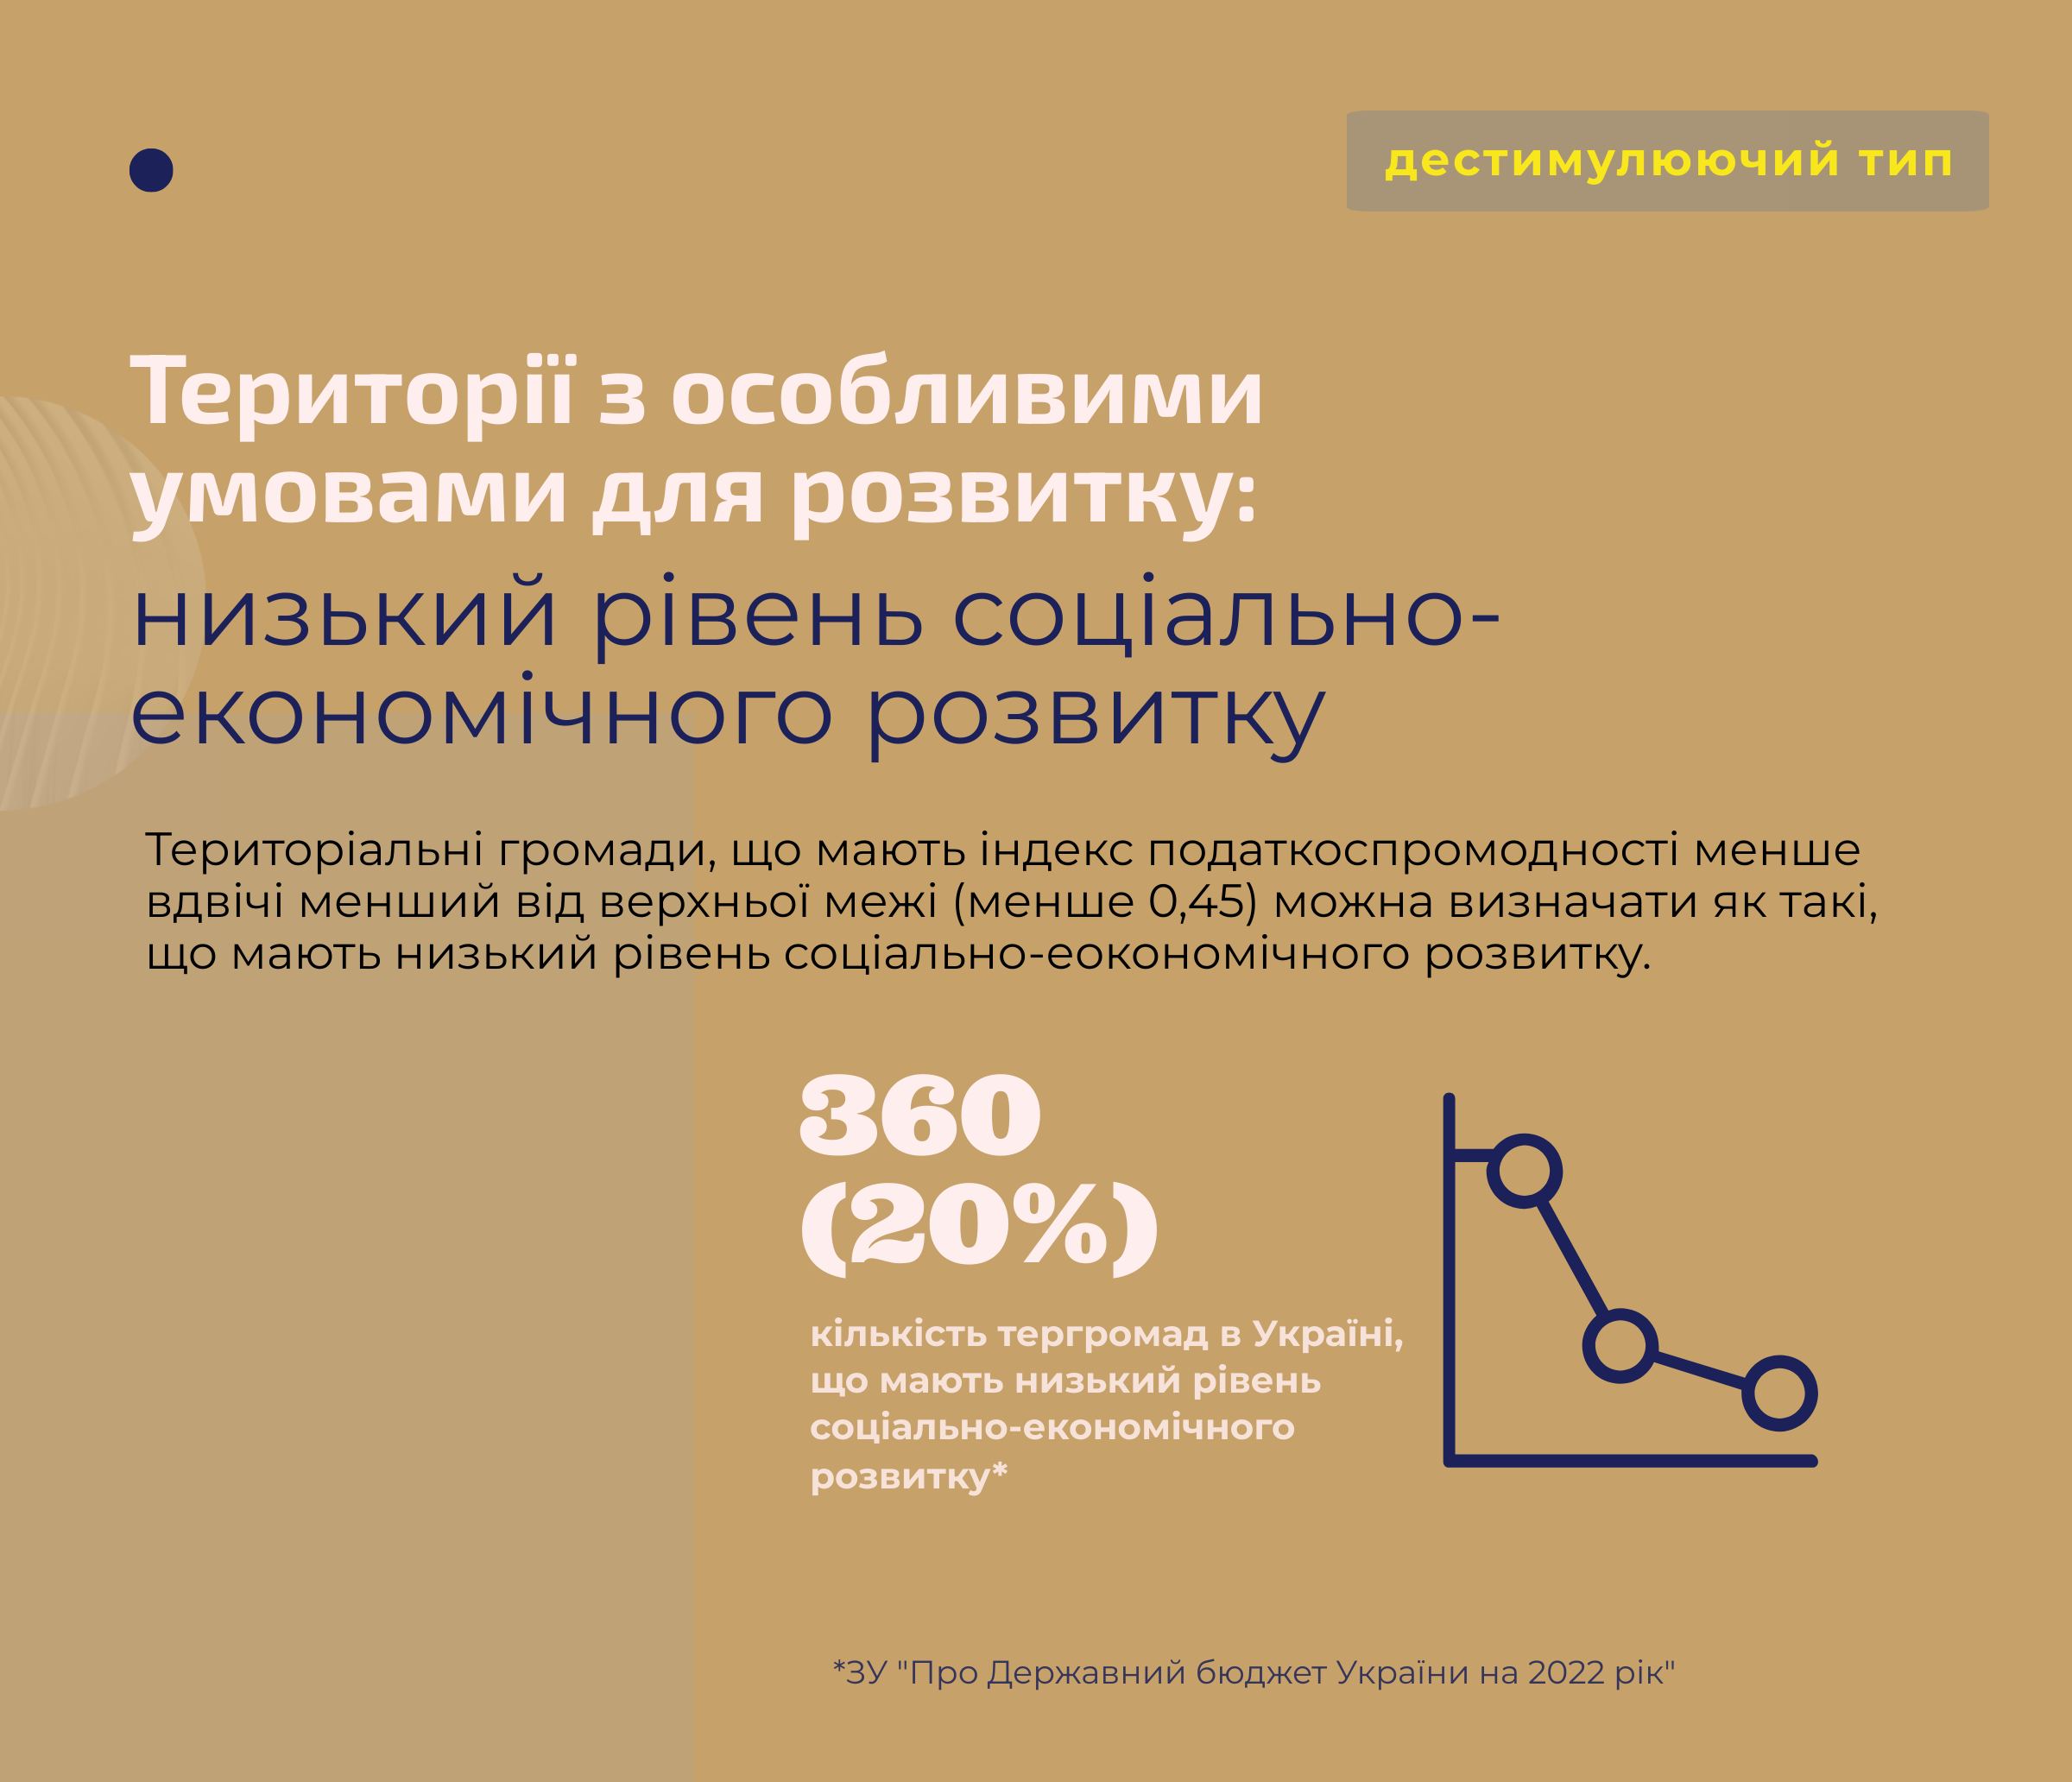 дестимулюючий тип
Території з особливими
умовами для розвитку:
низький рівень соціально-
економічного розвитку
Територіальні громади, що мають індекс податкоспромодності менше
вдвічі менший від верхньої межі (менше 0,45) можна визначати як такі,
що мають низький рівень соціально-еокономічного розвитку.
360
(20%)
кількість тергромад в Україні,
що мають низький рівень
соціально-економічного
розвитку*
*ЗУ "Про Державний бюджет України на 2022 рік"